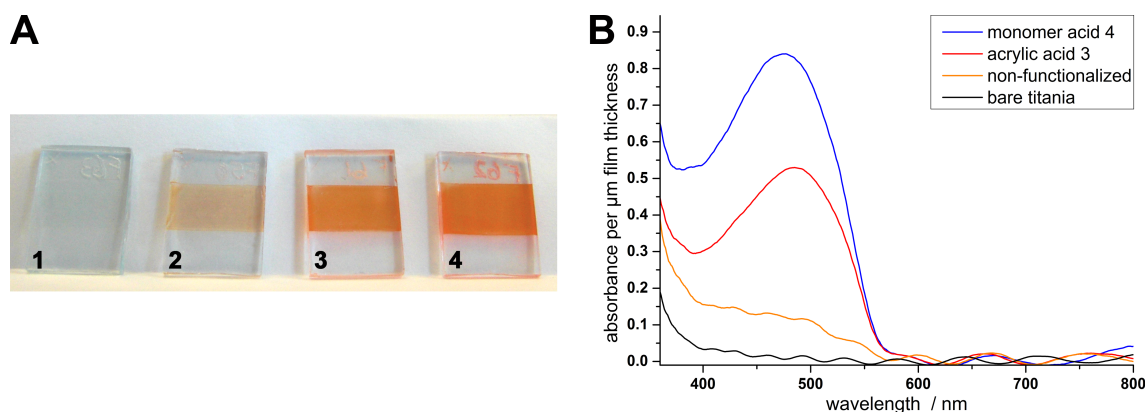 A
1
2
3
4
B
absorbance per µm film thickness
0.9
0.8
0.7
0.6
0.5
0.4
0.3
0.2
0.1
0.0
monomer acid 4
acrylic acid 3
non-functionalized
bare titania
400
500
600
700
800
wavelength / nm